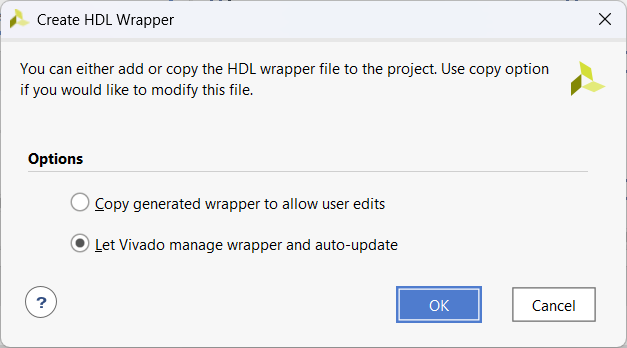 Create HDL Wrapper
You can either add or copy the HDL wrapper file to the project. Use copy option
if you would like to modify this file.
Options
Copy generated wrapper to allow user edits
Let Vivado manage wrapper and auto-update
?
OK
Cancel